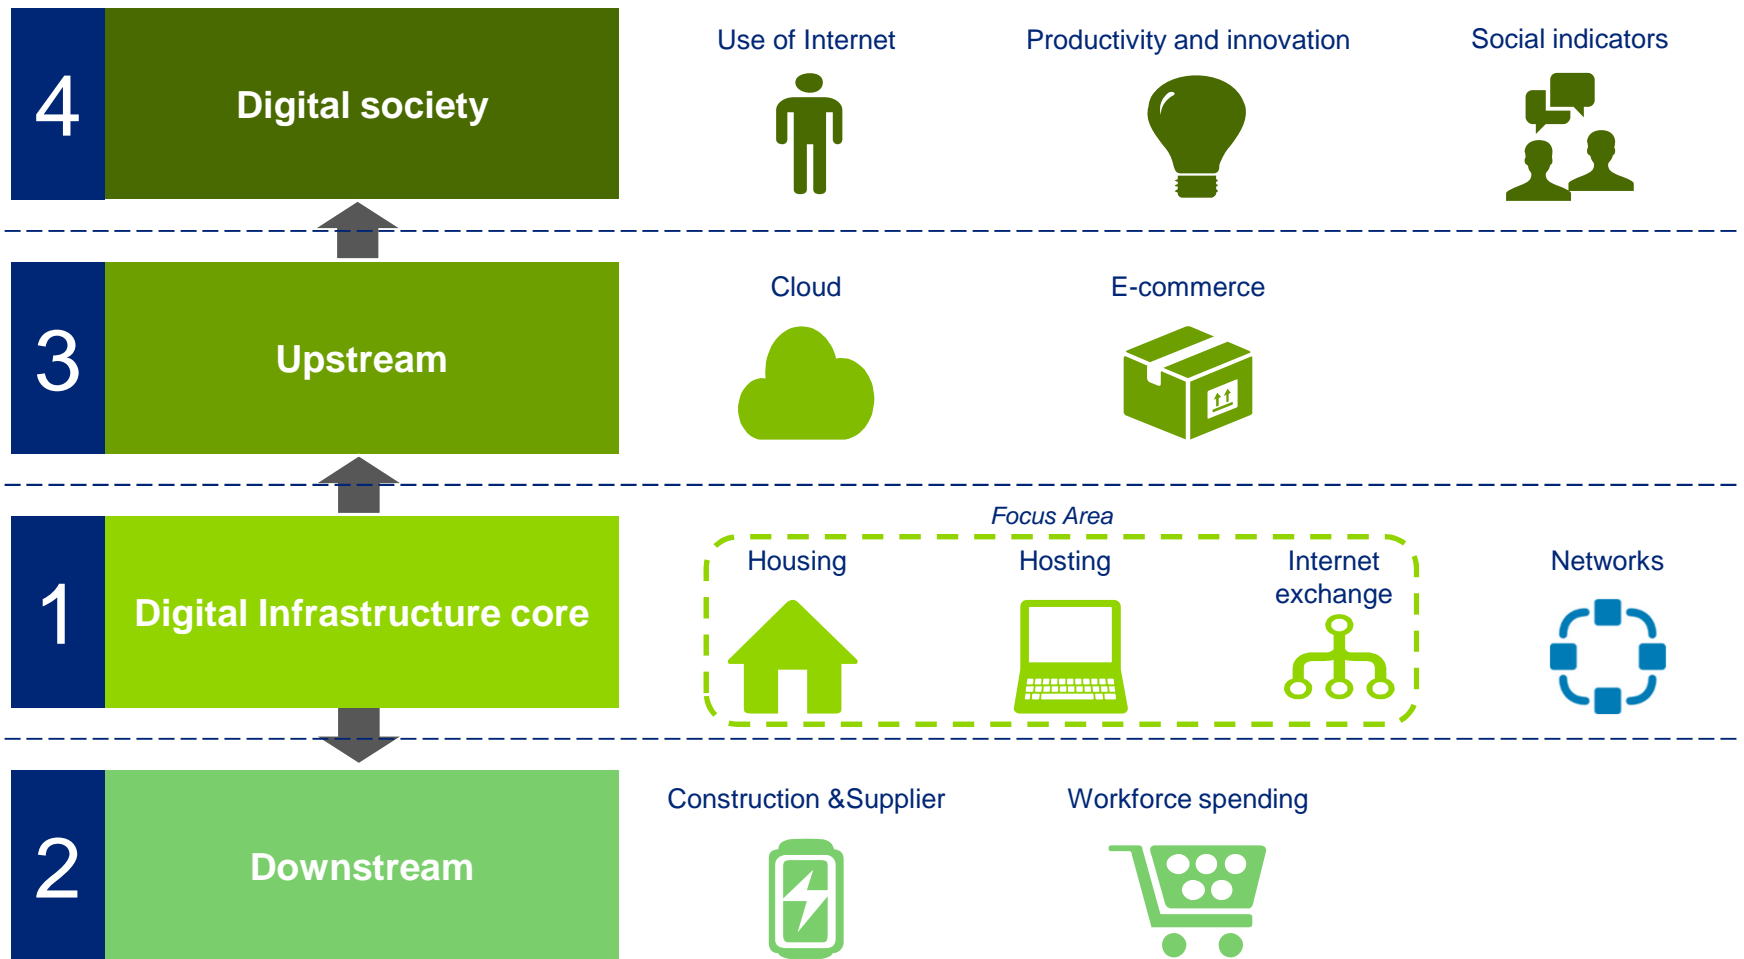 4
Digital society
Use of Internet
Productivity and innovation
Social indicators
3
Upstream
Cloud
E-commerce
1
Digital Infrastructure core
Focus Area
Housing
Hosting
Internet
exchange
Networks
2
Downstream
Construction &Supplier
Workforce spending